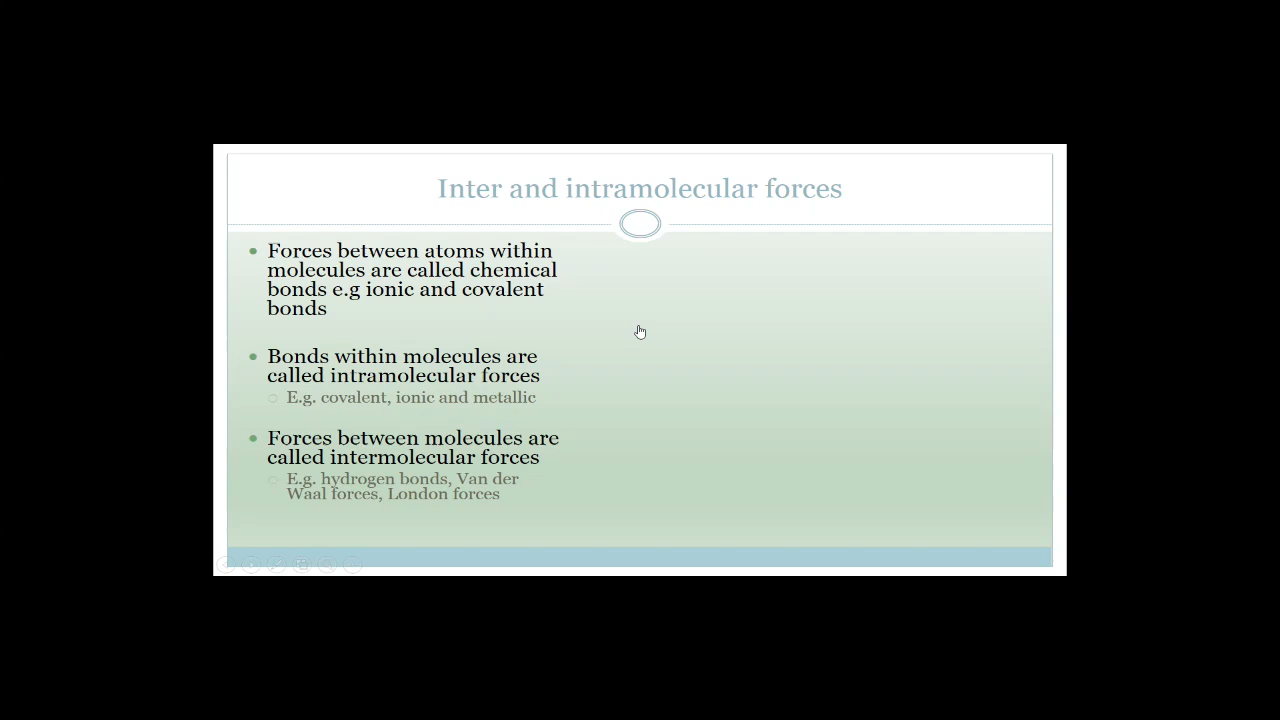 Inter and intramolecular forces
Forces between atoms within
molecules are called chemical
bonds e.g ionic and covalent
bonds
Bonds within molecules are
called intramolecular forces
E.g. covalent, ionic and metallic
Forces between molecules are
called intermolecular forces
E.g. hydrogen bonds, Van der
Waal forces, London forces